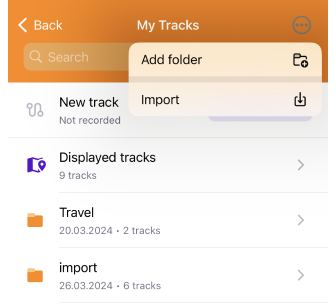 Back
My Tracks
Search
Add folder
Import
New track
Not recorded
Displayed tracks
9 tracks
Travel
20.03.2024 • 2 tracks
import
26.03.2024 • 6 tracks